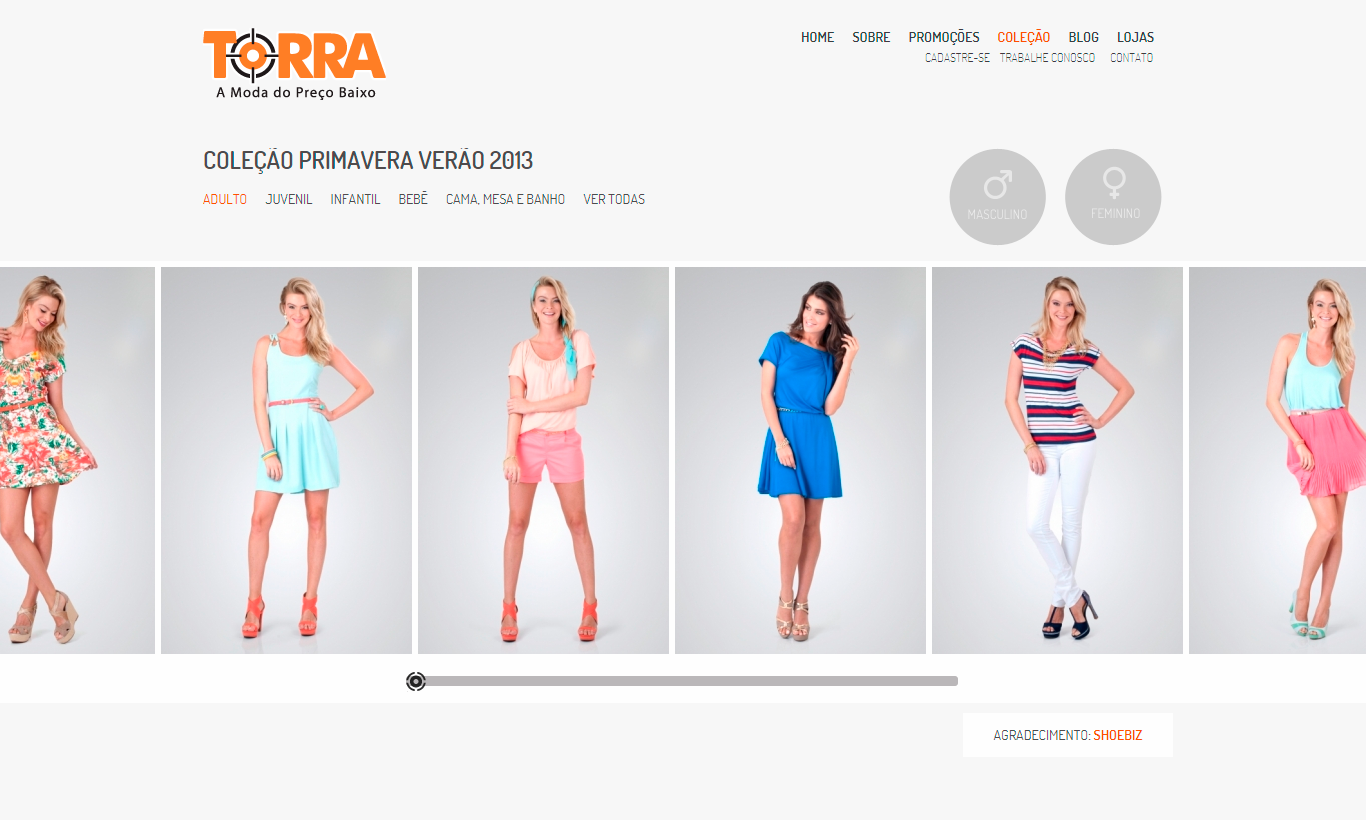 TORRA
A Moda do Preço Baixo
HOME SOBRE PROMOÇÕES COLEÇÃO BLOG LOJAS
CADASTRE-SE TRABALHE CONOSCO CONTATO
COLEÇÃO PRIMAVERA VERÃO 2013
ADULTO JUVENIL INFANTIL BEBÊ CAMA, MESA E BANHO VER TODAS
MASCULINO FEMININO
AGRADECIMENTO: SHOEBIZ